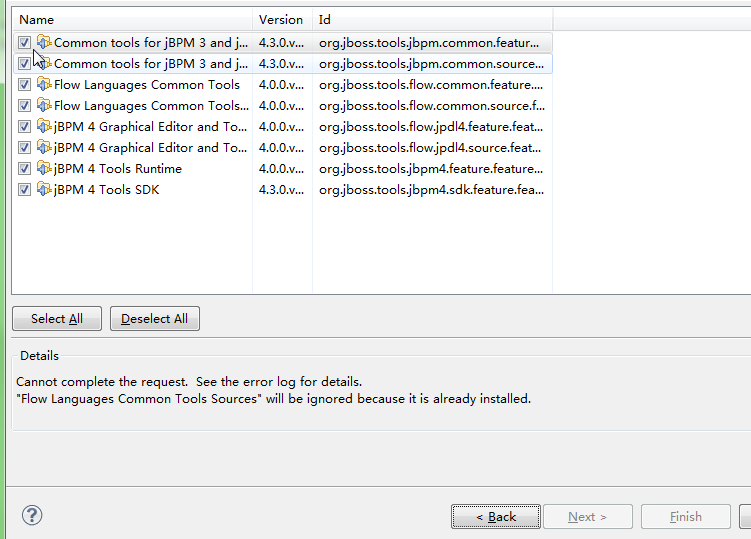 Name Version Id
Common tools for jBPM 3 and j... 4.3.0.v... org.jboss.tools.jbpm.common.featur...
Common tools for jBPM 3 and j... 4.3.0.v... org.jboss.tools.jbpm.common.source...
Flow Languages Common Tools 4.0.0.v... org.jboss.tools.flow.common.feature....
Flow Languages Common Tools... 4.0.0.v... org.jboss.tools.flow.common.source.f...
jBPM 4 Graphical Editor and To... 4.0.0.v... org.jboss.tools.flow.jpdl4.feature.feat...
jBPM 4 Graphical Editor and To... 4.0.0.v... org.jboss.tools.flow.jpdl4.source.feat...
jBPM 4 Tools Runtime 4.0.0.v... org.jboss.tools.jbpm4.feature.feature...
jBPM 4 Tools SDK 4.3.0.v... org.jboss.tools.jbpm4.sdk.feature.fea...
Select All Deselect All
Details
Cannot complete the request.  See the error log for details.
"Flow Languages Common Tools Sources" will be ignored because it is already installed.
? < Back Next > Finish